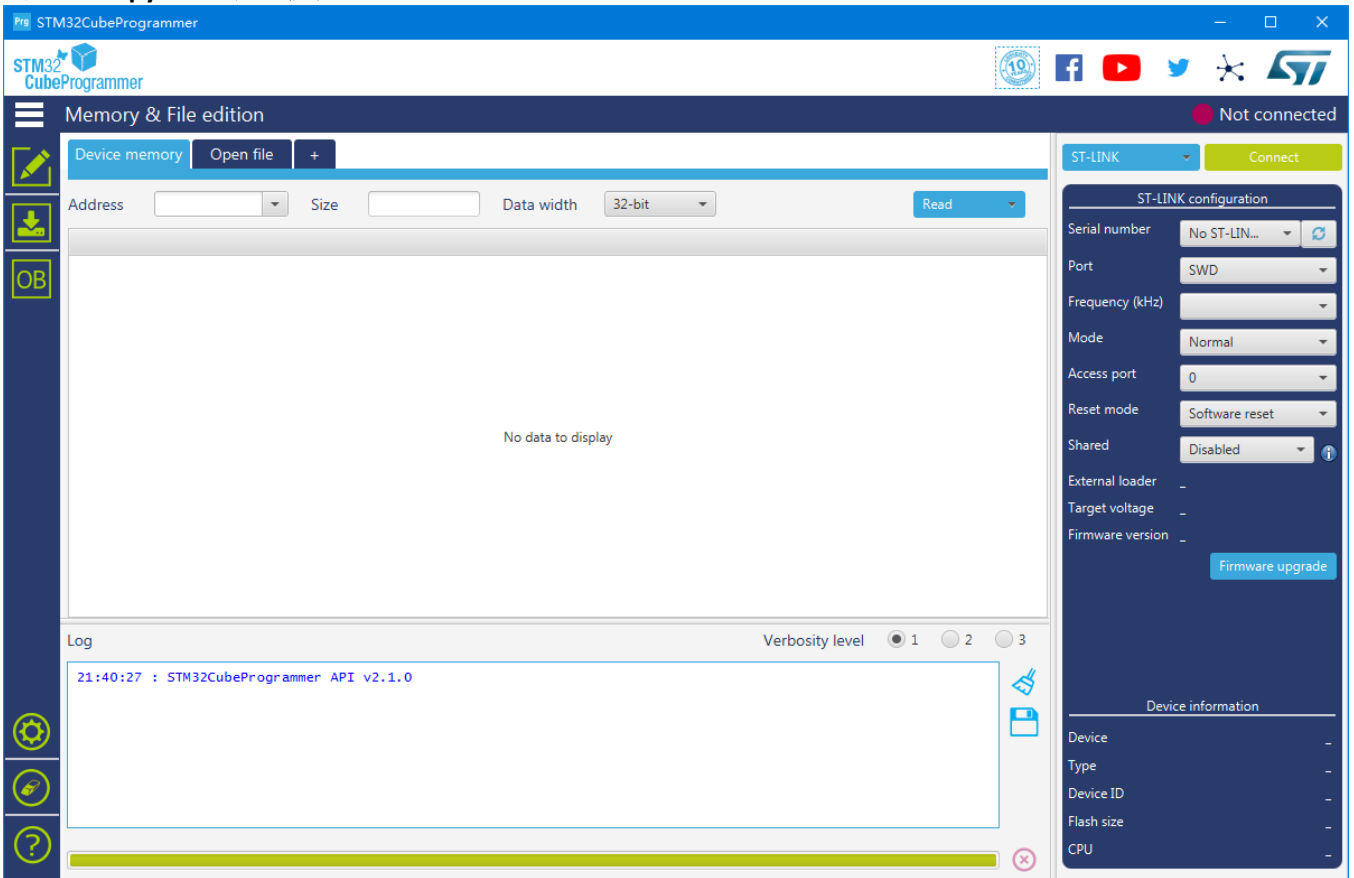 Prg STM32CubeProgrammer
STM32
CubeProgrammer
10
Memory & File edition
Not connected
Device memory Open file +
ST-LINK Connect
Address Size Data width 32-bit Read
ST-LINK configuration
Serial number No ST-LIN...
Port SWD
OB
Frequency (kHz)
Mode Normal
Access port 0
Reset mode Software reset
No data to display
Shared Disabled
External loader _
Target voltage _
Firmware version _
Firmware upgrade
Log Verbosity level 1 2 3
21:40:27 : STM32CubeProgrammer API v2.1.0
Device information
Device _
Type _
Device ID _
Flash size _
CPU _